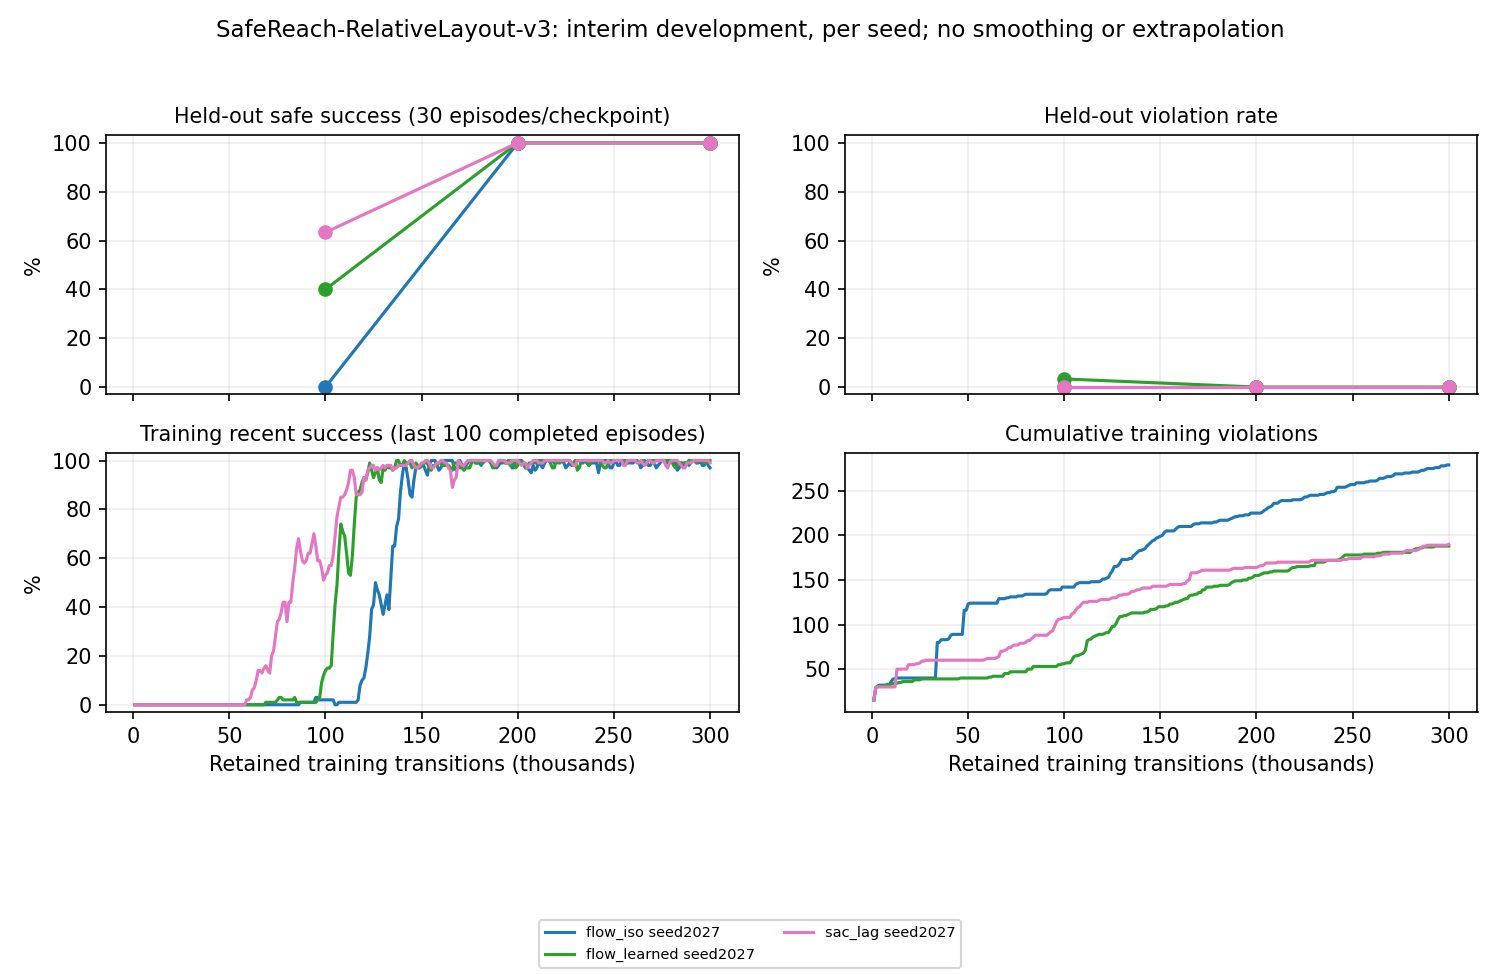 SafeReach-RelativeLayout-v3: interim development, per seed; no smoothing or extrapolation
Held-out safe success (30 episodes/checkpoint)
100
80
60
40
20
0
%
Held-out violation rate
100
80
60
40
20
0
%
Training recent success (last 100 completed episodes)
100
80
60
40
20
0
%
0 50 100 150 200 250 300
Retained training transitions (thousands)
Cumulative training violations
250
200
150
100
50
0 50 100 150 200 250 300
Retained training transitions (thousands)
flow_iso seed2027
flow_learned seed2027
sac_lag seed2027